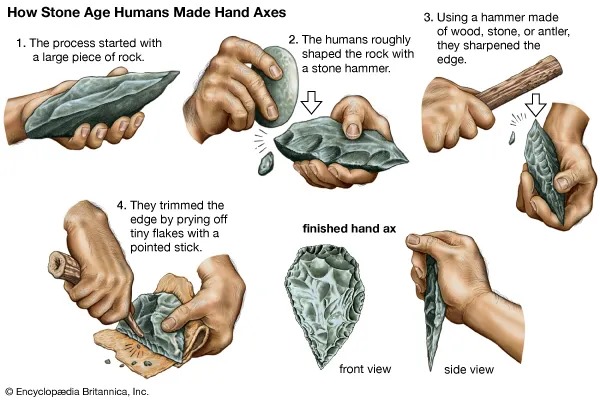 How Stone Age Humans Made Hand Axes
1. The process started with
a large piece of rock.
2. The humans roughly
shaped the rock with
a stone hammer.
3. Using a hammer made
of wood, stone, or antler,
they sharpened the
edge.
4. They trimmed the
edge by prying off
tiny flakes with a
pointed stick.
finished hand ax
front view
side view
© Encyclopædia Britannica, Inc.